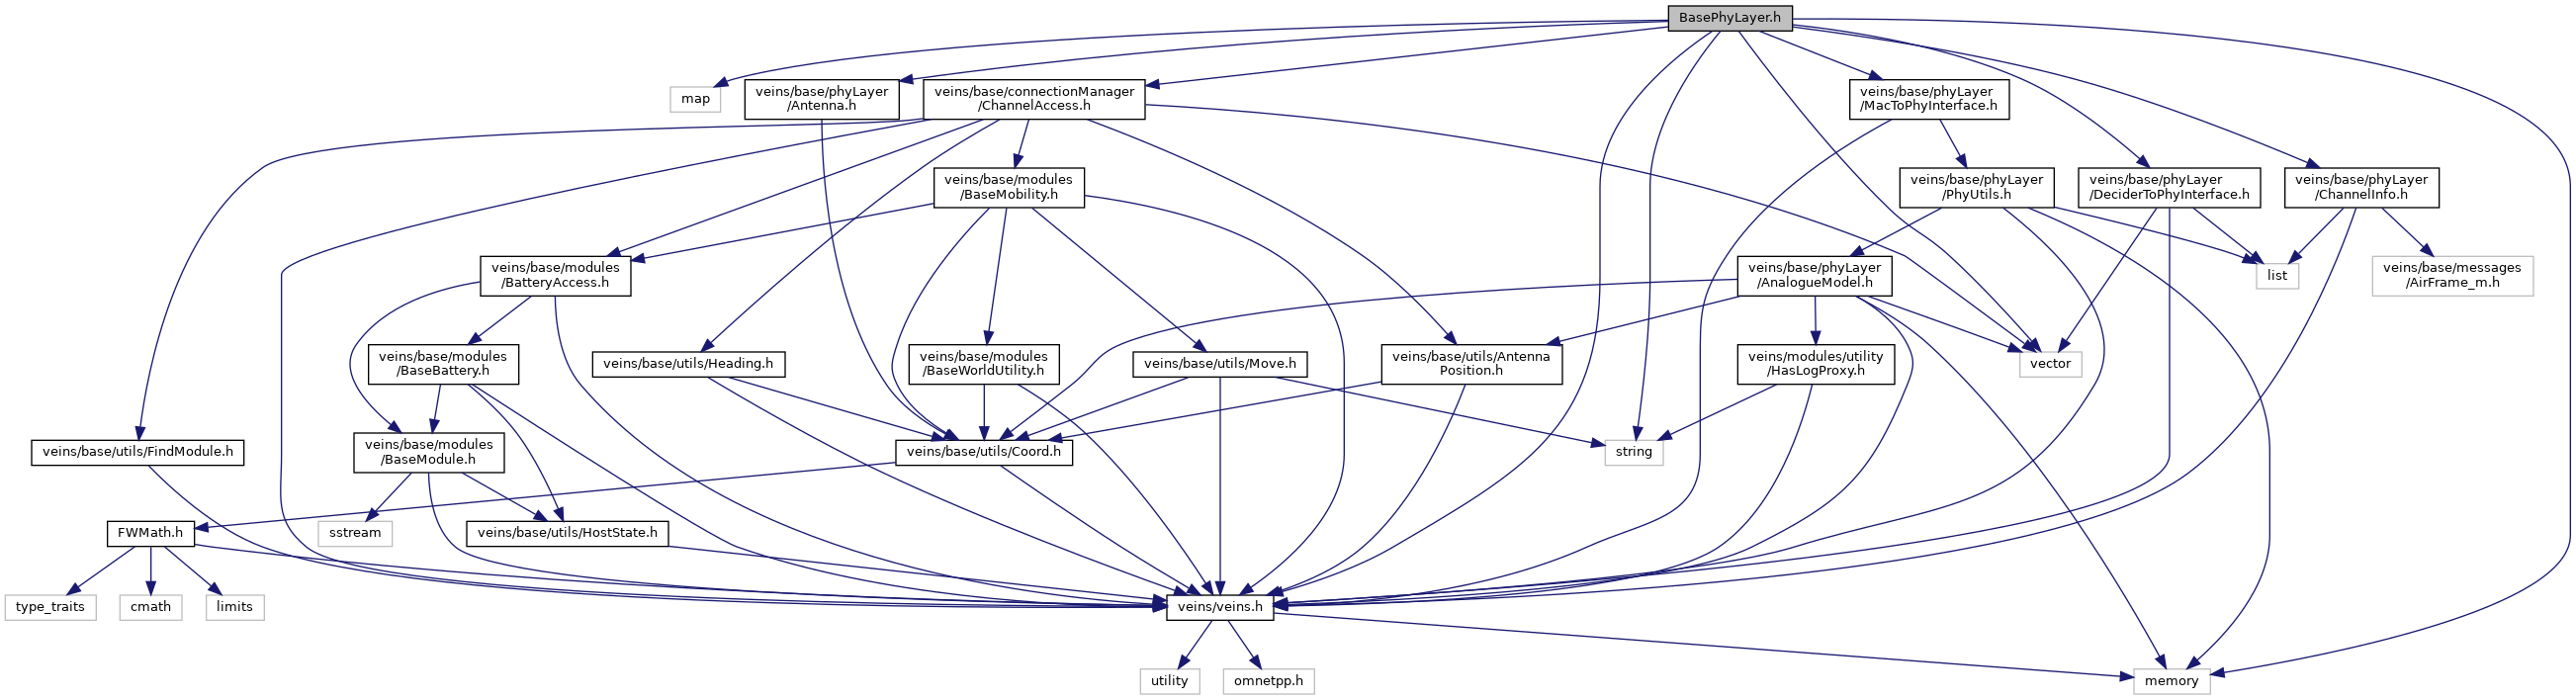 BasePhyLayer.h
map
veins/base/phyLayer
/Antenna.h
veins/base/connectionManager
/ChannelAccess.h
veins/base/phyLayer
/MacToPhyInterface.h
veins/base/modules
/BaseMobility.h
veins/base/phyLayer
/PhyUtils.h
veins/base/phyLayer
/DeciderToPhyInterface.h
veins/base/phyLayer
/ChannelInfo.h
veins/base/modules
/BatteryAccess.h
veins/base/phyLayer
/AnalogueModel.h
list
veins/base/messages
/AirFrame_m.h
veins/base/modules
/BaseBattery.h
veins/base/utils/Heading.h
veins/base/modules
/BaseWorldUtility.h
veins/base/utils/Move.h
veins/base/utils/Antenna
Position.h
veins/modules/utility
/HasLogProxy.h
vector
veins/base/utils/FindModule.h
veins/base/modules
/BaseModule.h
veins/base/utils/Coord.h
string
FWMath.h
sstream
veins/base/utils/HostState.h
type_traits
cmath
limits
veins/veins.h
utility
omnetpp.h
memory